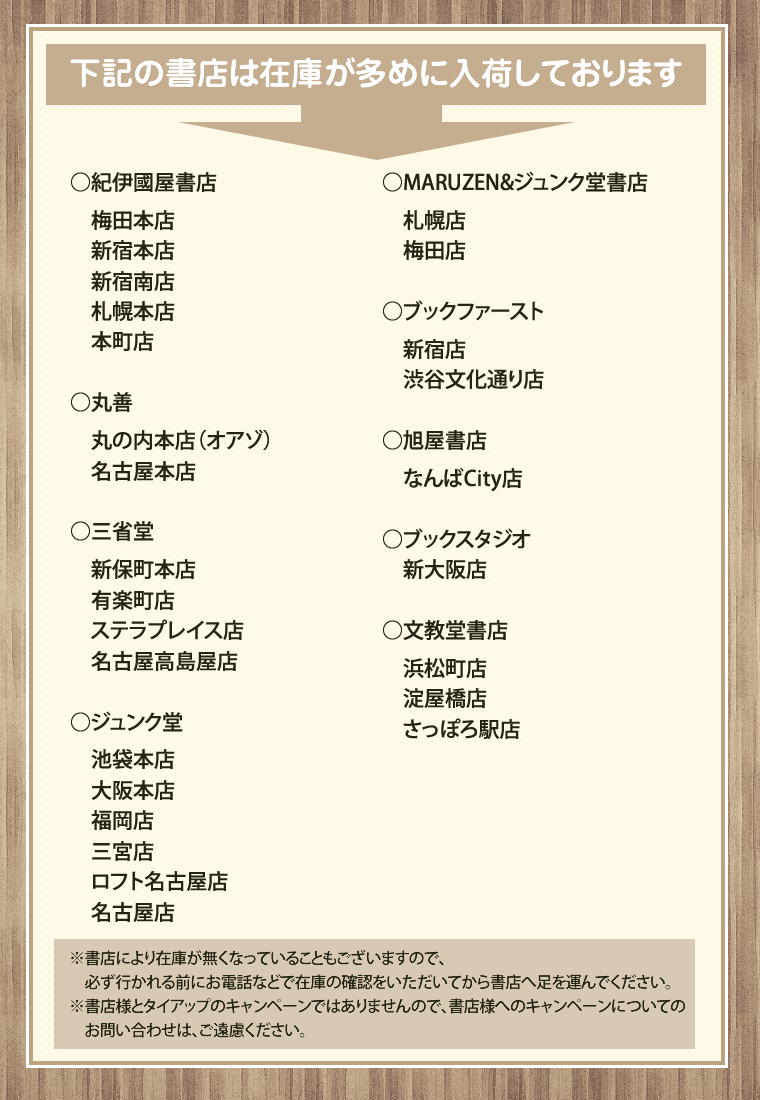 下記の書店は在庫が多めに入荷しております
○紀伊國屋書店
梅田本店
新宿本店
新宿南店
札幌本店
本町店
○丸善
丸の内本店（オアゾ）
名古屋本店
○三省堂
新保町本店
有楽町店
ステラプレイス店
名古屋高島屋店
○ジュンク堂
池袋本店
大阪本店
福岡店
三宮店
ロフト名古屋店
名古屋店
○MARUZEN&ジュンク堂書店
札幌店
梅田店
○ブックファースト
新宿店
渋谷文化通り店
○旭屋書店
なんばCity店
○ブックスタジオ
新大阪店
○文教堂書店
浜松町店
淀屋橋店
さっぽろ駅店
※書店により在庫が無くなっていることもございますので、
必ず行かれる前にお電話などで在庫の確認をいただいてから書店へ足を運んでください。
※書店様とタイアップのキャンペーンではありませんので、書店様へのキャンペーンについての
お問い合わせは、ご遠慮ください。